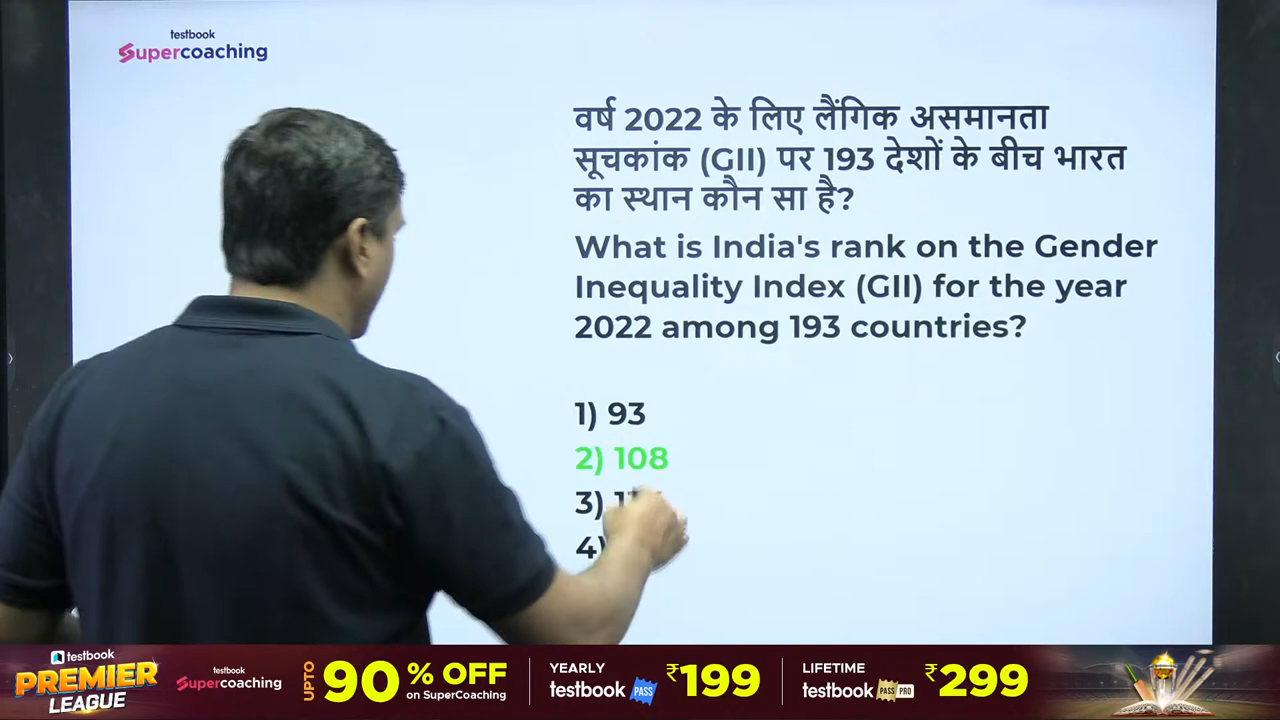 testbook
Supercoaching
वर्ष 2022 के लिए लैंगिक असमानता
सूचकांक (GII) पर 193 देशों के बीच भारत
का स्थान कौन सा है?
What is India's rank on the Gender
Inequality Index (GII) for the year
2022 among 193 countries?
1) 93
2) 108
3)
4)
testbook
PREMIER
LEAGUE
testbook
Supercoaching
UPTO
90 % OFF
on SuperCoaching
YEARLY
testbook PASS
₹199
LIFETIME
testbook PASS PRO
₹299